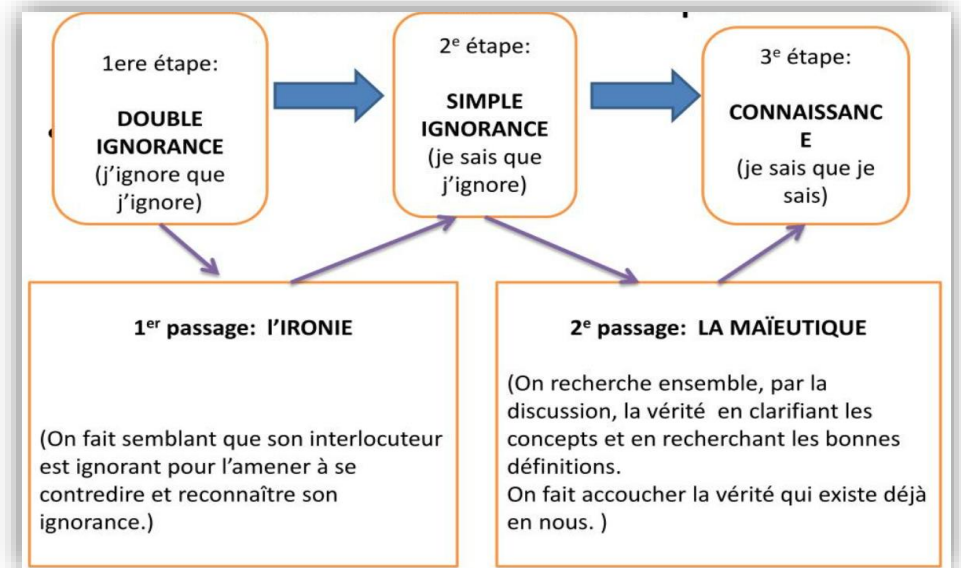 1ere étape:
DOUBLE
IGNORANCE
(j’ignore que
j’ignore)
2e étape:
SIMPLE
IGNORANCE
(je sais que
j’ignore)
3e étape:
CONNAISSANC
E
(je sais que je
sais)
1er passage: l’IRONIE
(On fait semblant que son interlocuteur
est ignorant pour l’amener à se
contredire et reconnaître son
ignorance.)
2e passage: LA MAÏEUTIQUE
(On recherche ensemble, par la
discussion, la vérité en clarifiant les
concepts et en recherchant les bonnes
définitions.
On fait accoucher la vérité qui existe déjà
en nous. )